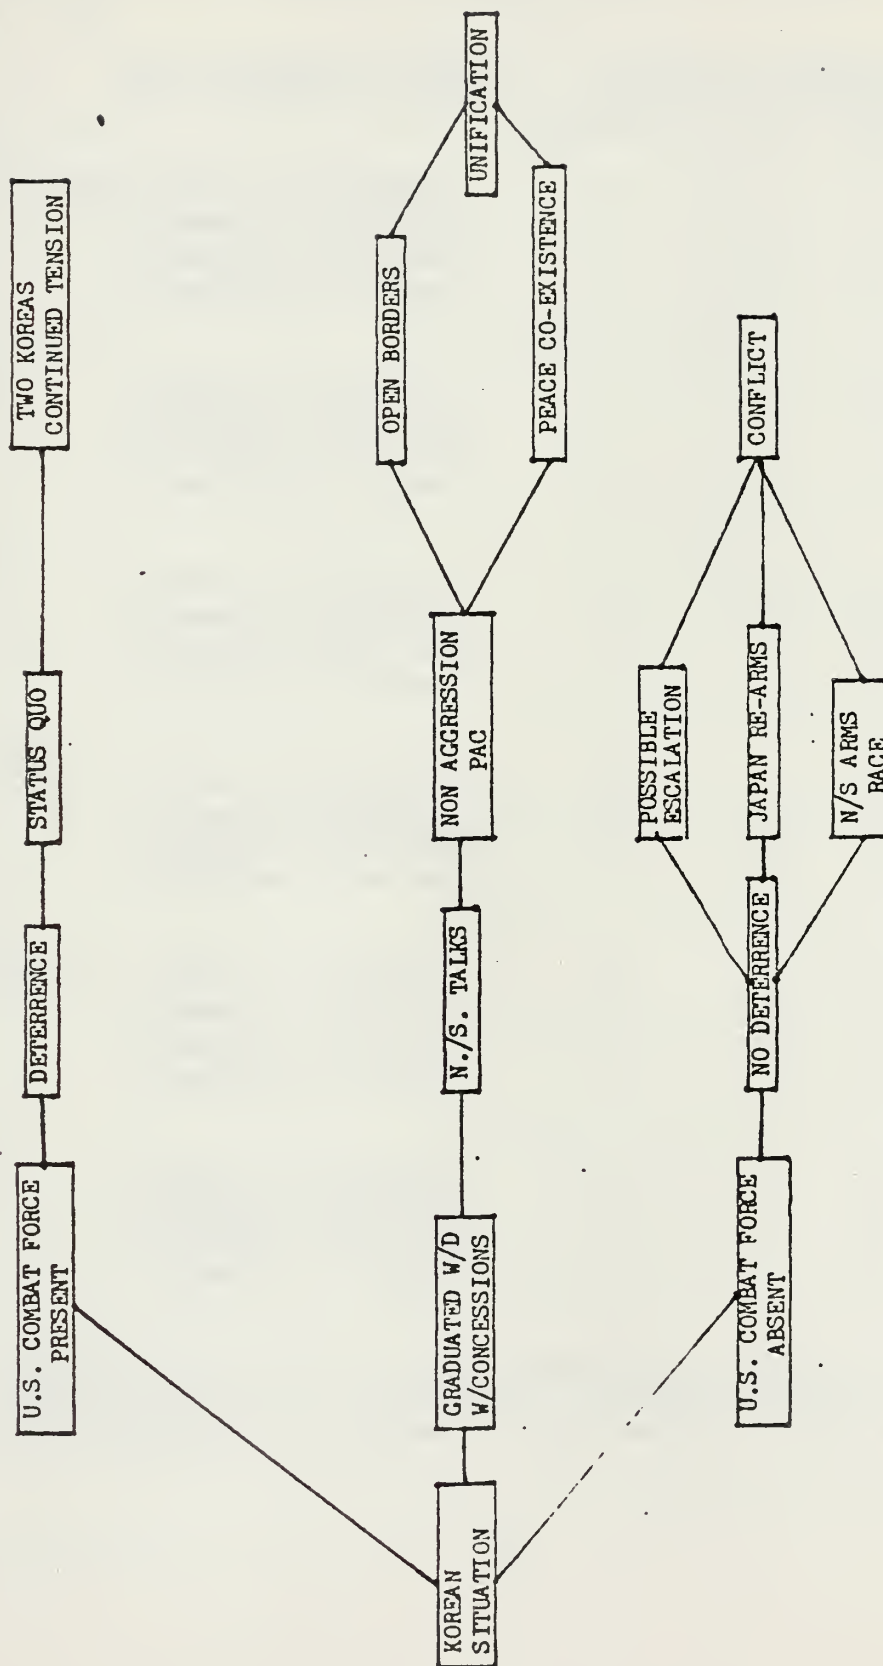 U.S. COMBAT FORCE
PRESENT
DETERRENCE
STATUS QUO
TWO KOREAS
CONTINUED TENSION
KOREAN
SITUATION
GRADUATED W/D
W/CONCESSIONS
N./S. TALKS
NON AGGRESSION
PAC
OPEN BORDERS
PEACE CO-EXISTENCE
UNIFICATION
U.S. COMBAT FORCE
ABSENT
NO DETERRENCE
POSSIBLE
ESCALATION
JAPAN RE-ARMS
N/S ARMS
RACE
CONFLICT